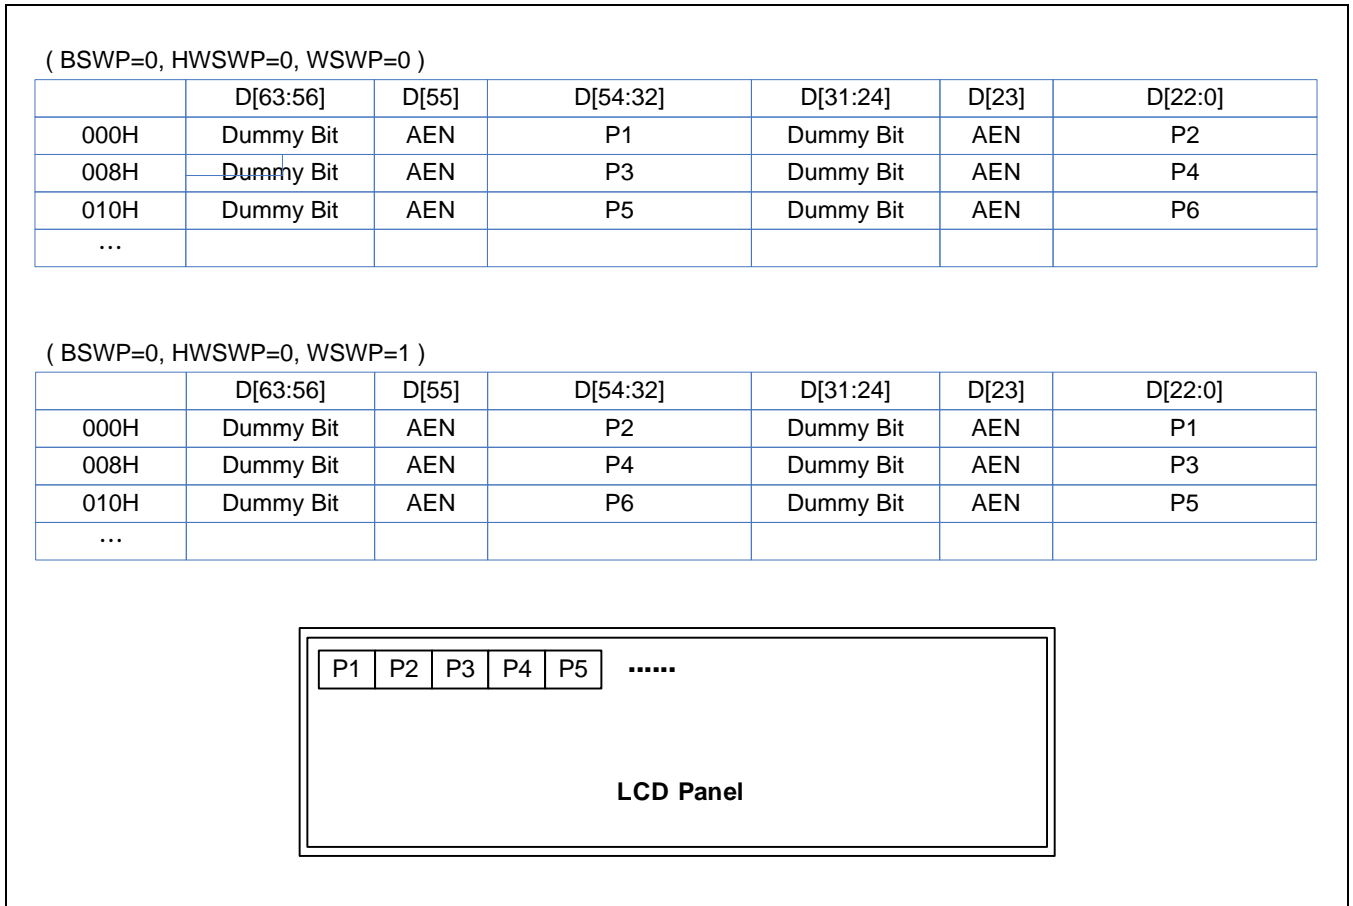 ( BSWP=0, HWSWP=0, WSWP=0 )
D[63:56] D[55] D[54:32] D[31:24] D[23] D[22:0]
000H Dummy Bit AEN P1 Dummy Bit AEN P2
008H Dummy Bit AEN P3 Dummy Bit AEN P4
010H Dummy Bit AEN P5 Dummy Bit AEN P6
…
( BSWP=0, HWSWP=0, WSWP=1 )
D[63:56] D[55] D[54:32] D[31:24] D[23] D[22:0]
000H Dummy Bit AEN P2 Dummy Bit AEN P1
008H Dummy Bit AEN P4 Dummy Bit AEN P3
010H Dummy Bit AEN P6 Dummy Bit AEN P5
…
P1 P2 P3 P4 P5 ......
LCD Panel